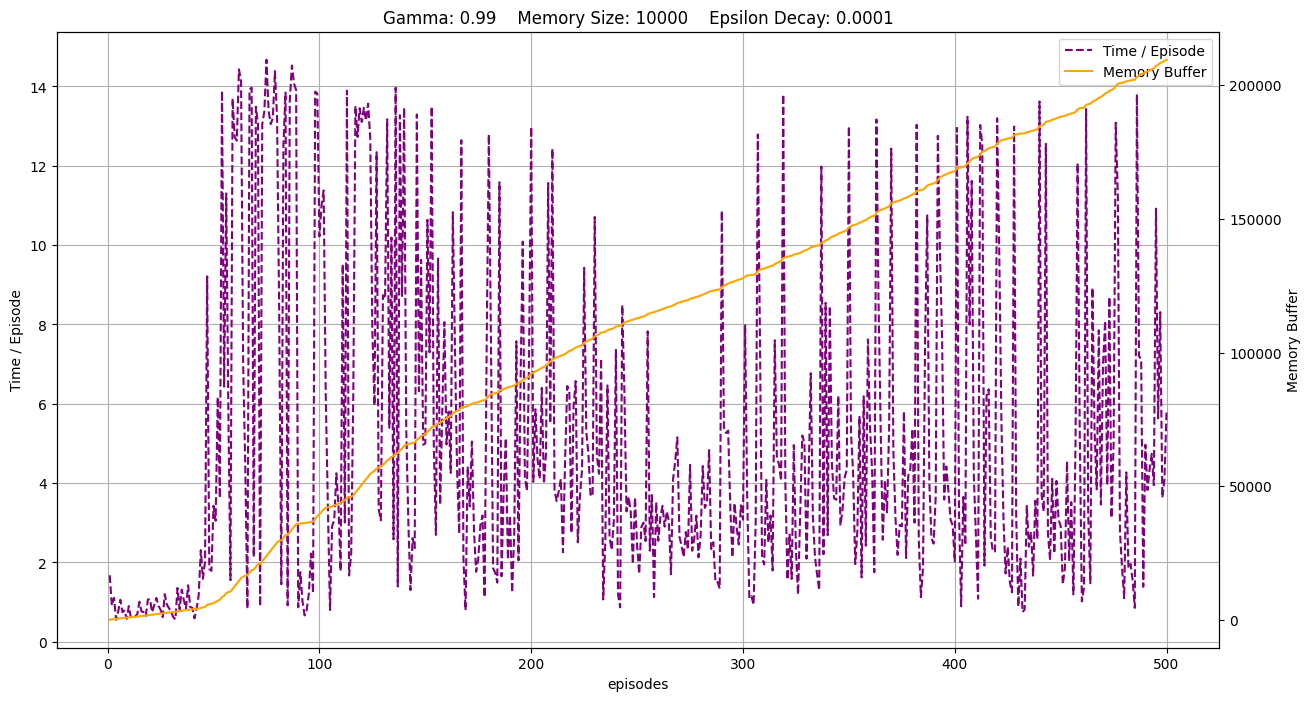 Gamma: 0.99    Memory Size: 10000    Epsilon Decay: 0.0001
Time / Episode
Memory Buffer
Time / Episode
14
12
10
8
6
4
2
0
200000
150000
100000
50000
0
Memory Buffer
0 100 200 300 400 500
episodes